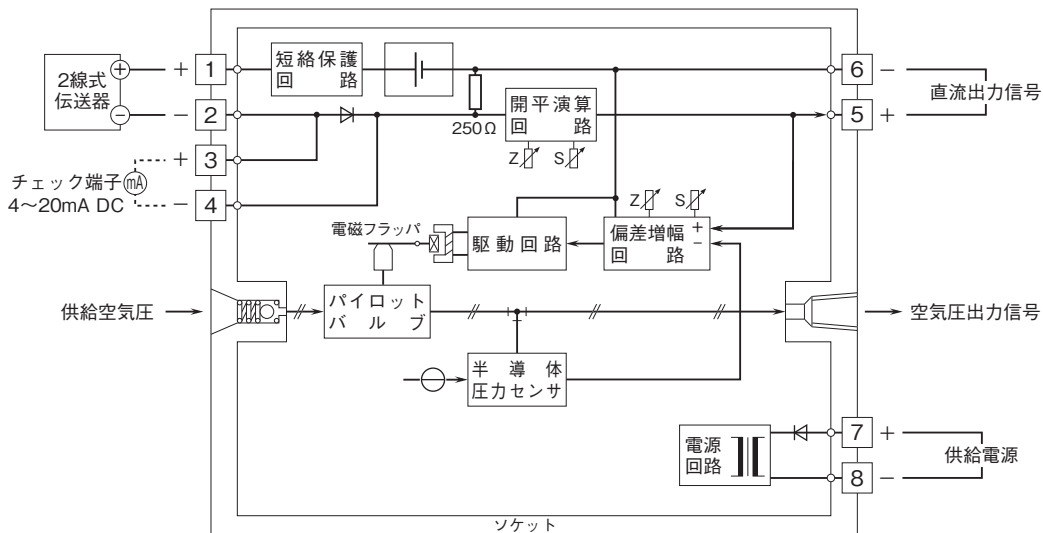 2線式
伝送器
+
−
+ 1
− 2
+ 3
− 4
チェック端子
4～20mA DC
mA
短絡保護
回路
250Ω
開平演算
回路
Z
S
6 −
5 +
直流出力信号
電磁フラッパ
駆動回路
Z
S
偏差増幅
回路
+
−
供給空気圧
パイロット
バルブ
空気圧出力信号
半導体
圧力センサ
電源
回路
7 +
8 −
供給電源
ソケット